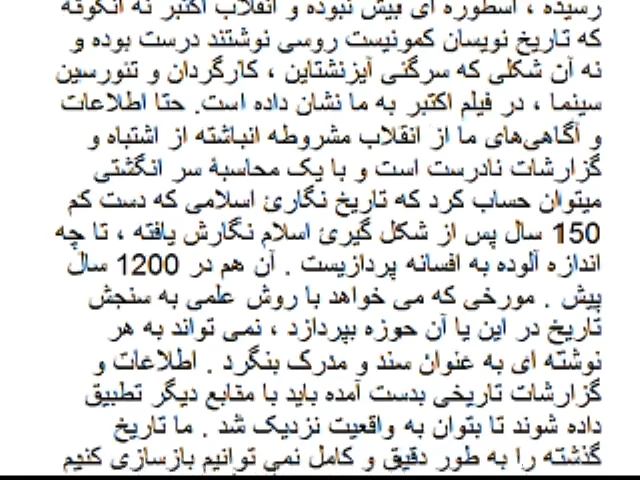 رسیده ، اسطوره ای بیش نبوده و انقلاب اکتبر نه آنگونه
که تاریخ نویسان کمونیست روسی نوشتند درست بوده و
نه آن شکلی که سرگئی آیزنشتاین ، کارگردان و تئورسین
سینما ، در فیلم اکتبر به ما نشان داده است. حتا اطلاعات
و آگاهی‌های ما از انقلاب مشروطه انباشته از اشتباه و
گزارشات نادرست است و با یک محاسبۀ سر انگشتی
میتوان حساب کرد که تاریخ نگارئ اسلامی که دست کم
150 سال پس از شکل گیرئ اسلام نگارش یافته ، تا چه
اندازه آلوده به افسانه پردازیست . آن هم در 1200 سال
پیش . مورخی که می خواهد با روش علمی به سنجش
تاریخ در این یا آن حوزه بپردازد ، نمی تواند به هر
نوشته ای به عنوان سند و مدرک بنگرد . اطلاعات و
گزارشات تاریخی بدست آمده باید با منابع دیگر تطبیق
داده شوند تا بتوان به واقعیت نزدیک شد . ما تاریخ
گذشته را به طور دقیق و کامل نمی توانیم بازسازی کنیم